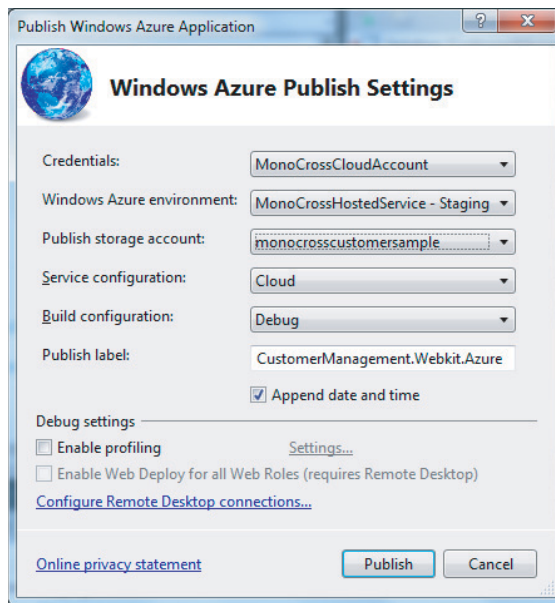 Publish Windows Azure Application
Windows Azure Publish Settings
Credentials: MonoCrossCloudAccount
Windows Azure environment: MonoCrossHostedService - Staging
Publish storage account: monocrosscustomersample
Service configuration: Cloud
Build configuration: Debug
Publish label: CustomerManagement.Webkit.Azure
Append date and time
Debug settings
Enable profiling Settings...
Enable Web Deploy for all Web Roles (requires Remote Desktop)
Configure Remote Desktop connections...
Online privacy statement Publish Cancel